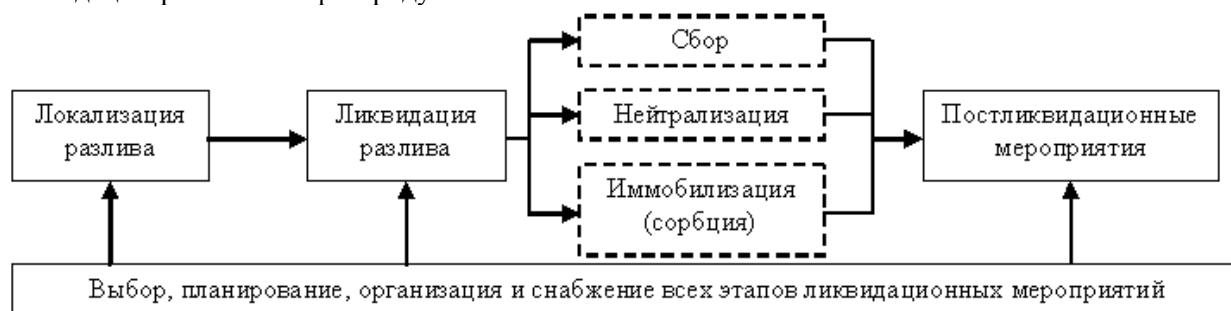 Сбор
Локализация
разлива
Ликвидация
разлива
Нейтрализация
Постликвидационные
мероприятия
Иммобилизация
(сорбция)
Выбор, планирование, организация и снабжение всех этапов ликвидационных мероприятий